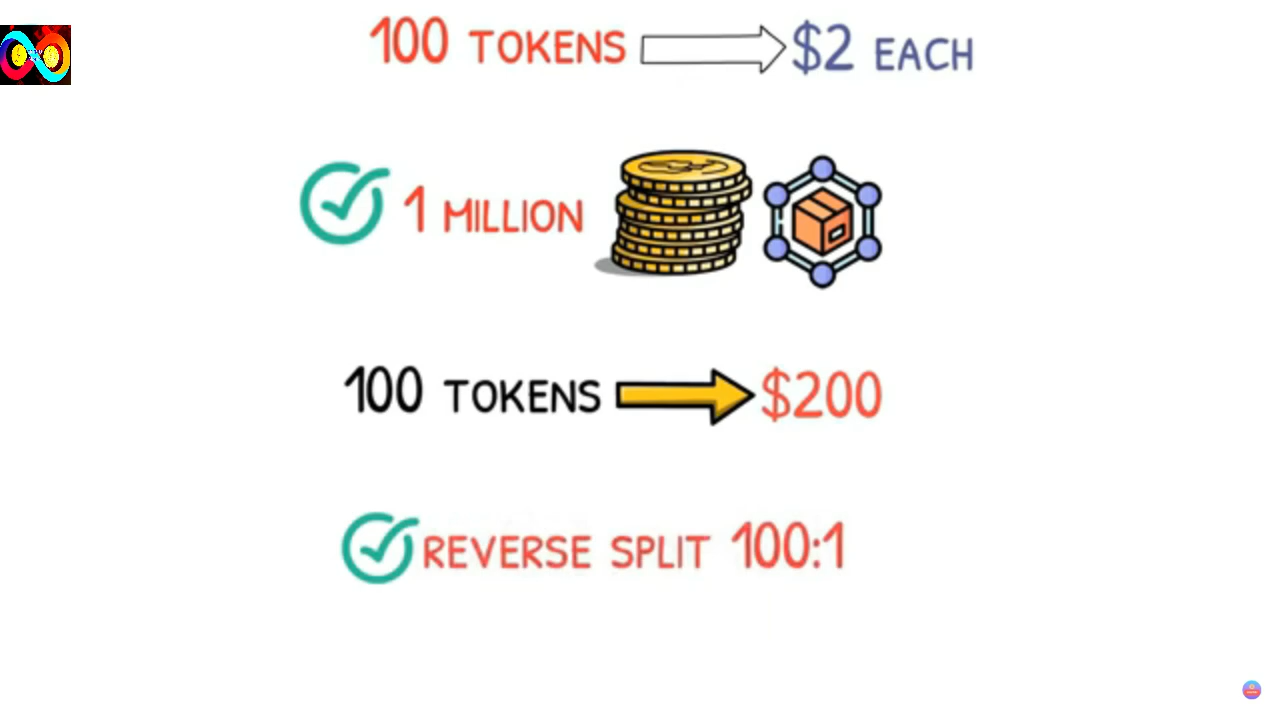 100 TOKENS $2 EACH
1 MILLION
100 TOKENS $200
REVERSE SPLIT 100:1